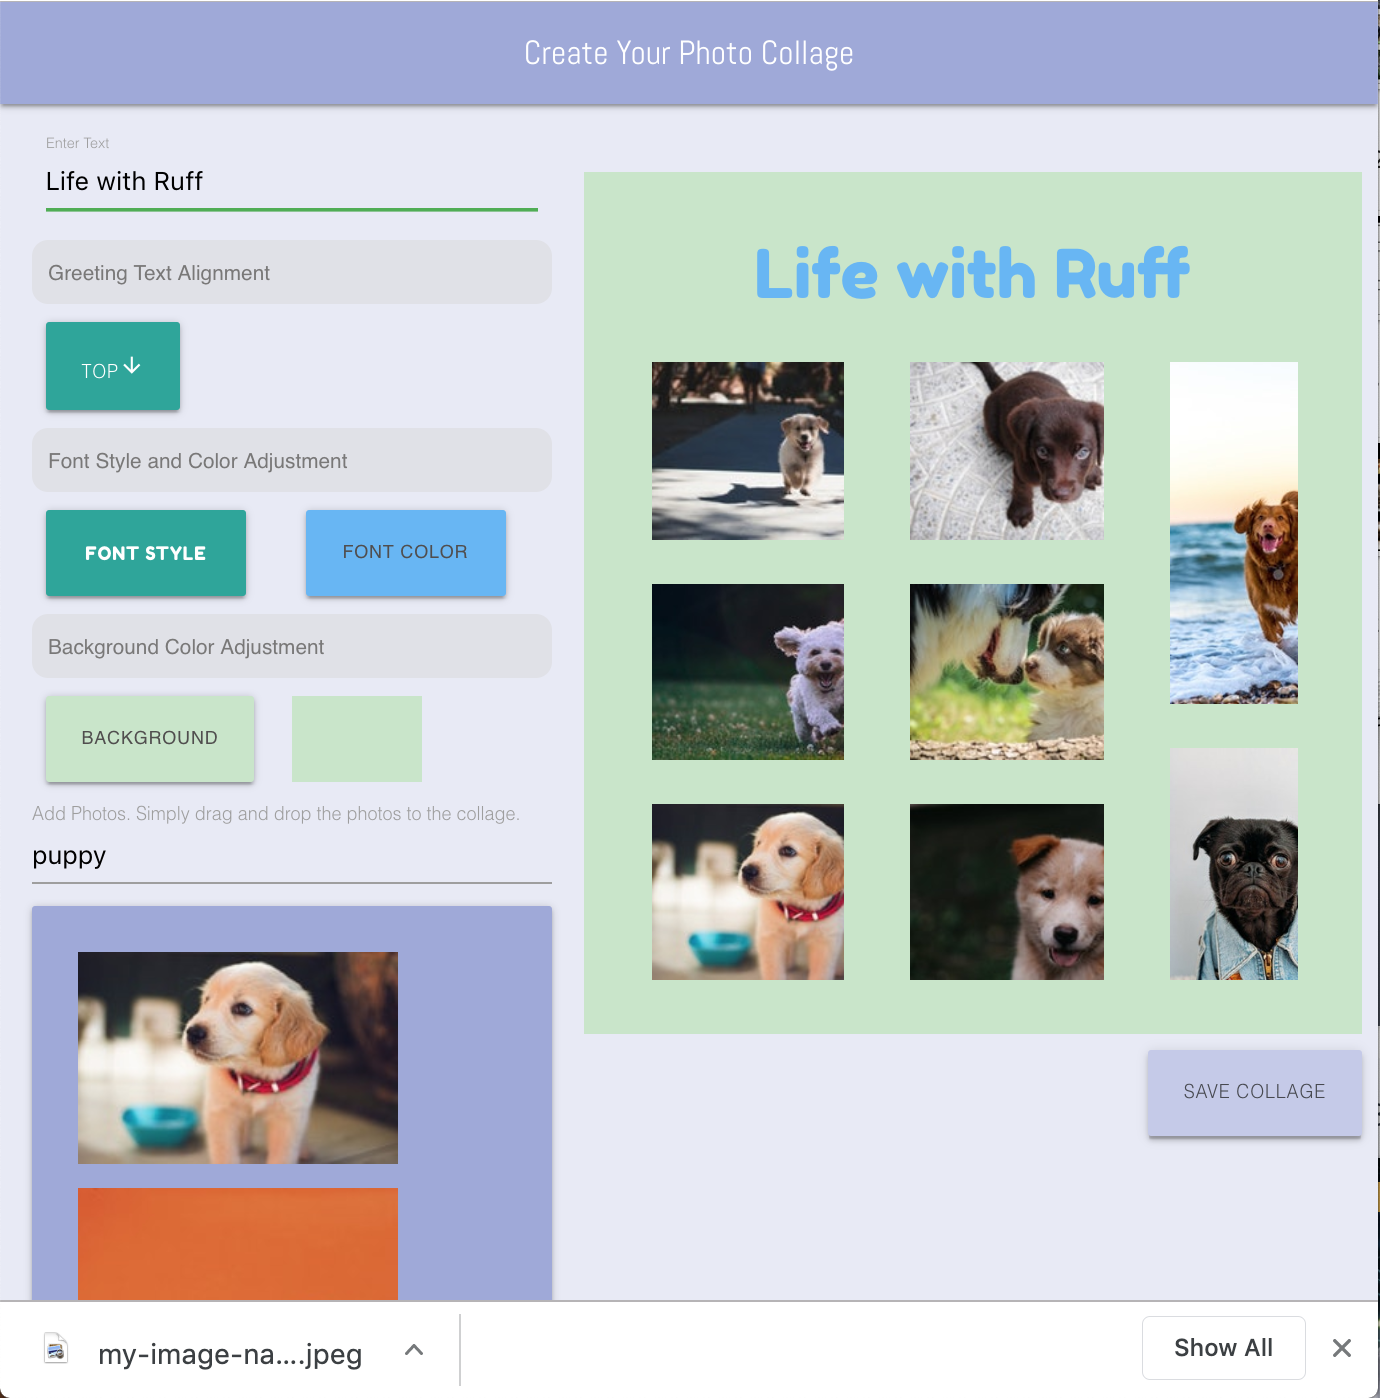 Create Your Photo Collage
Enter Text
Life with Ruff
Greeting Text Alignment
TOP
Font Style and Color Adjustment
FONT STYLE
FONT COLOR
Background Color Adjustment
BACKGROUND
Add Photos. Simply drag and drop the photos to the collage.
puppy
Life with Ruff
SAVE COLLAGE
my-image-na....jpeg
Show All